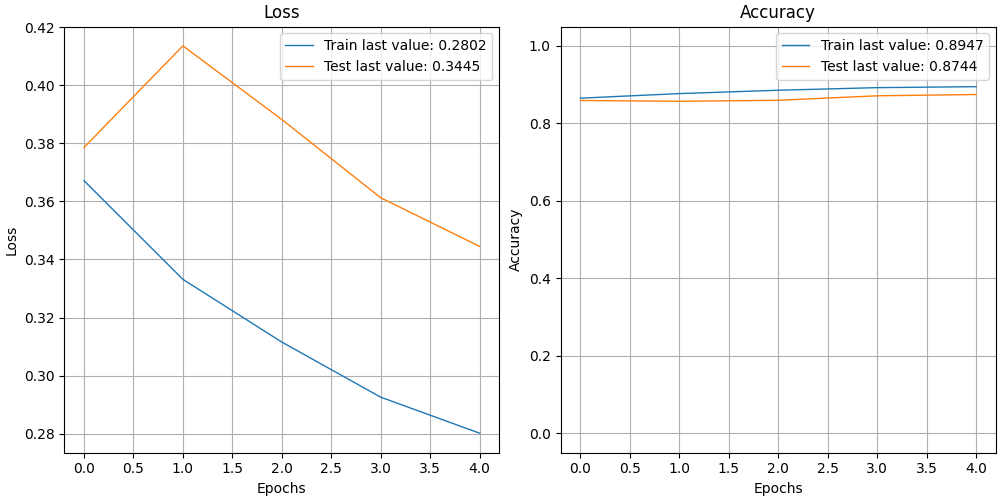 Loss
Train last value: 0.2802
Test last value: 0.3445
0.42
0.40
0.38
0.36
0.34
0.32
0.30
0.28
Loss
0.0 0.5 1.0 1.5 2.0 2.5 3.0 3.5 4.0
Epochs
Accuracy
Train last value: 0.8947
Test last value: 0.8744
1.0
0.8
0.6
0.4
0.2
0.0
Accuracy
0.0 0.5 1.0 1.5 2.0 2.5 3.0 3.5 4.0
Epochs